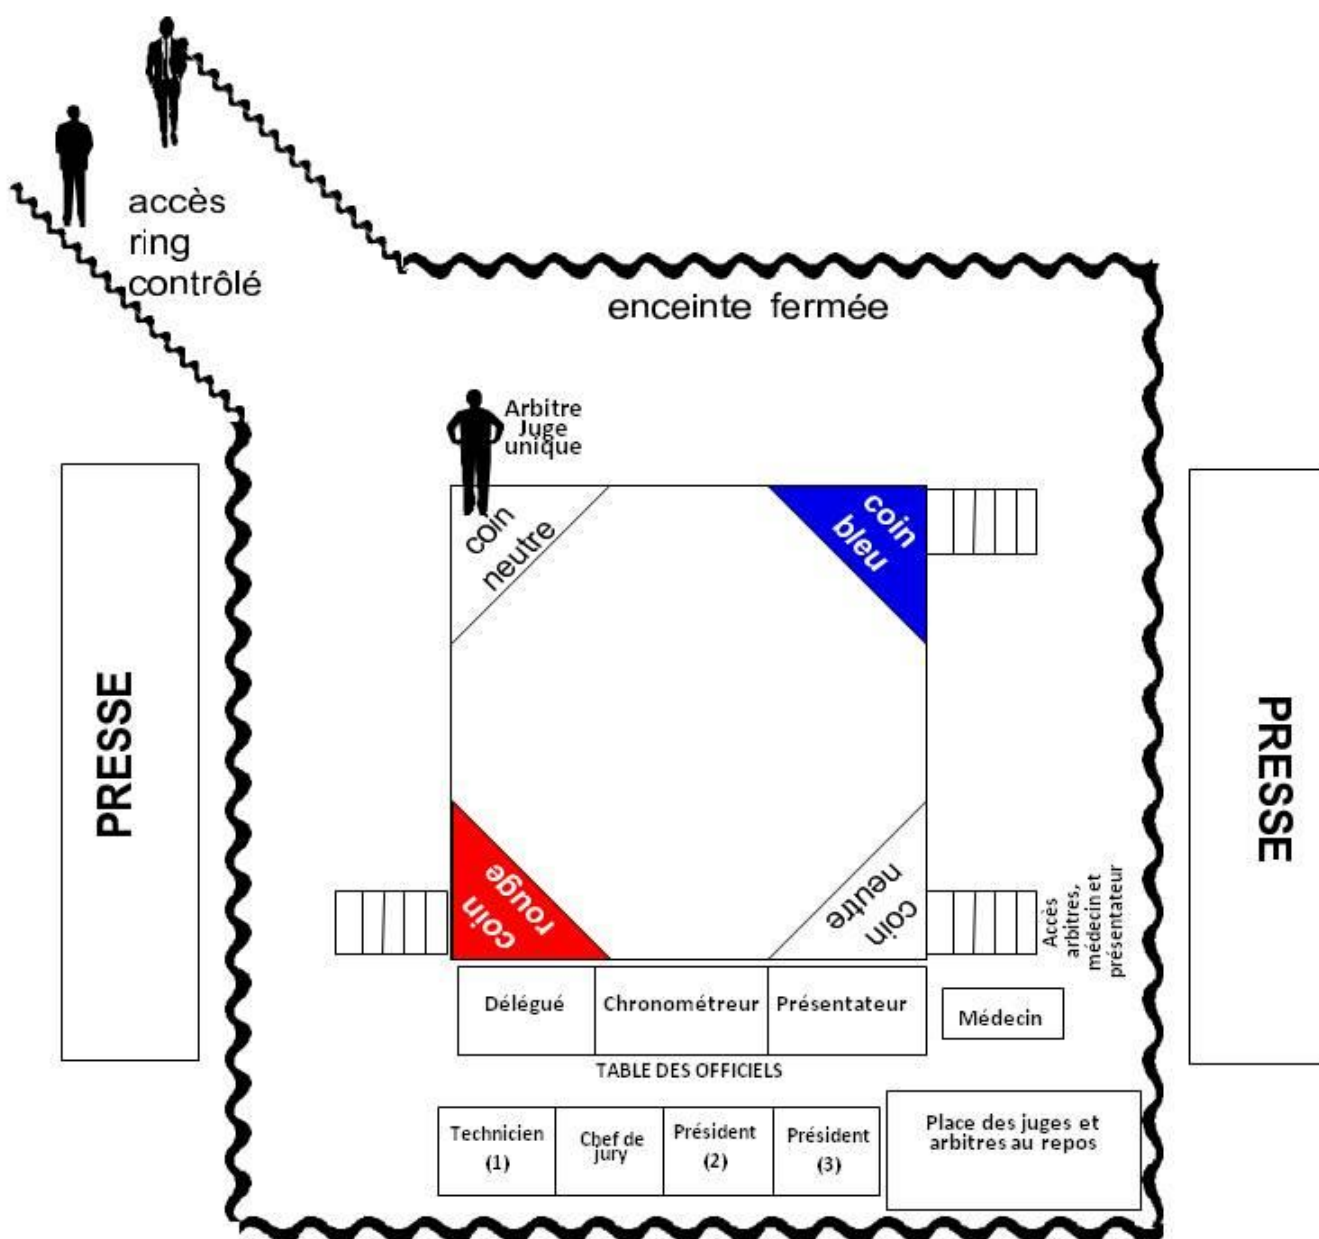 accès
ring
contrôlé
enceinte fermée
Arbitre
Juge
unique
coin
neutre
coin
bleu
PRESSE
PRESSE
coin
rouge
coin
neutre
Accès
arbitres,
médecin et
présentateur
Délégué
Chronométreur
Présentateur
Médecin
TABLE DES OFFICIELS
Technicien
(1)
Chef de
jury
Président
(2)
Président
(3)
Place des juges et
arbitres au repos